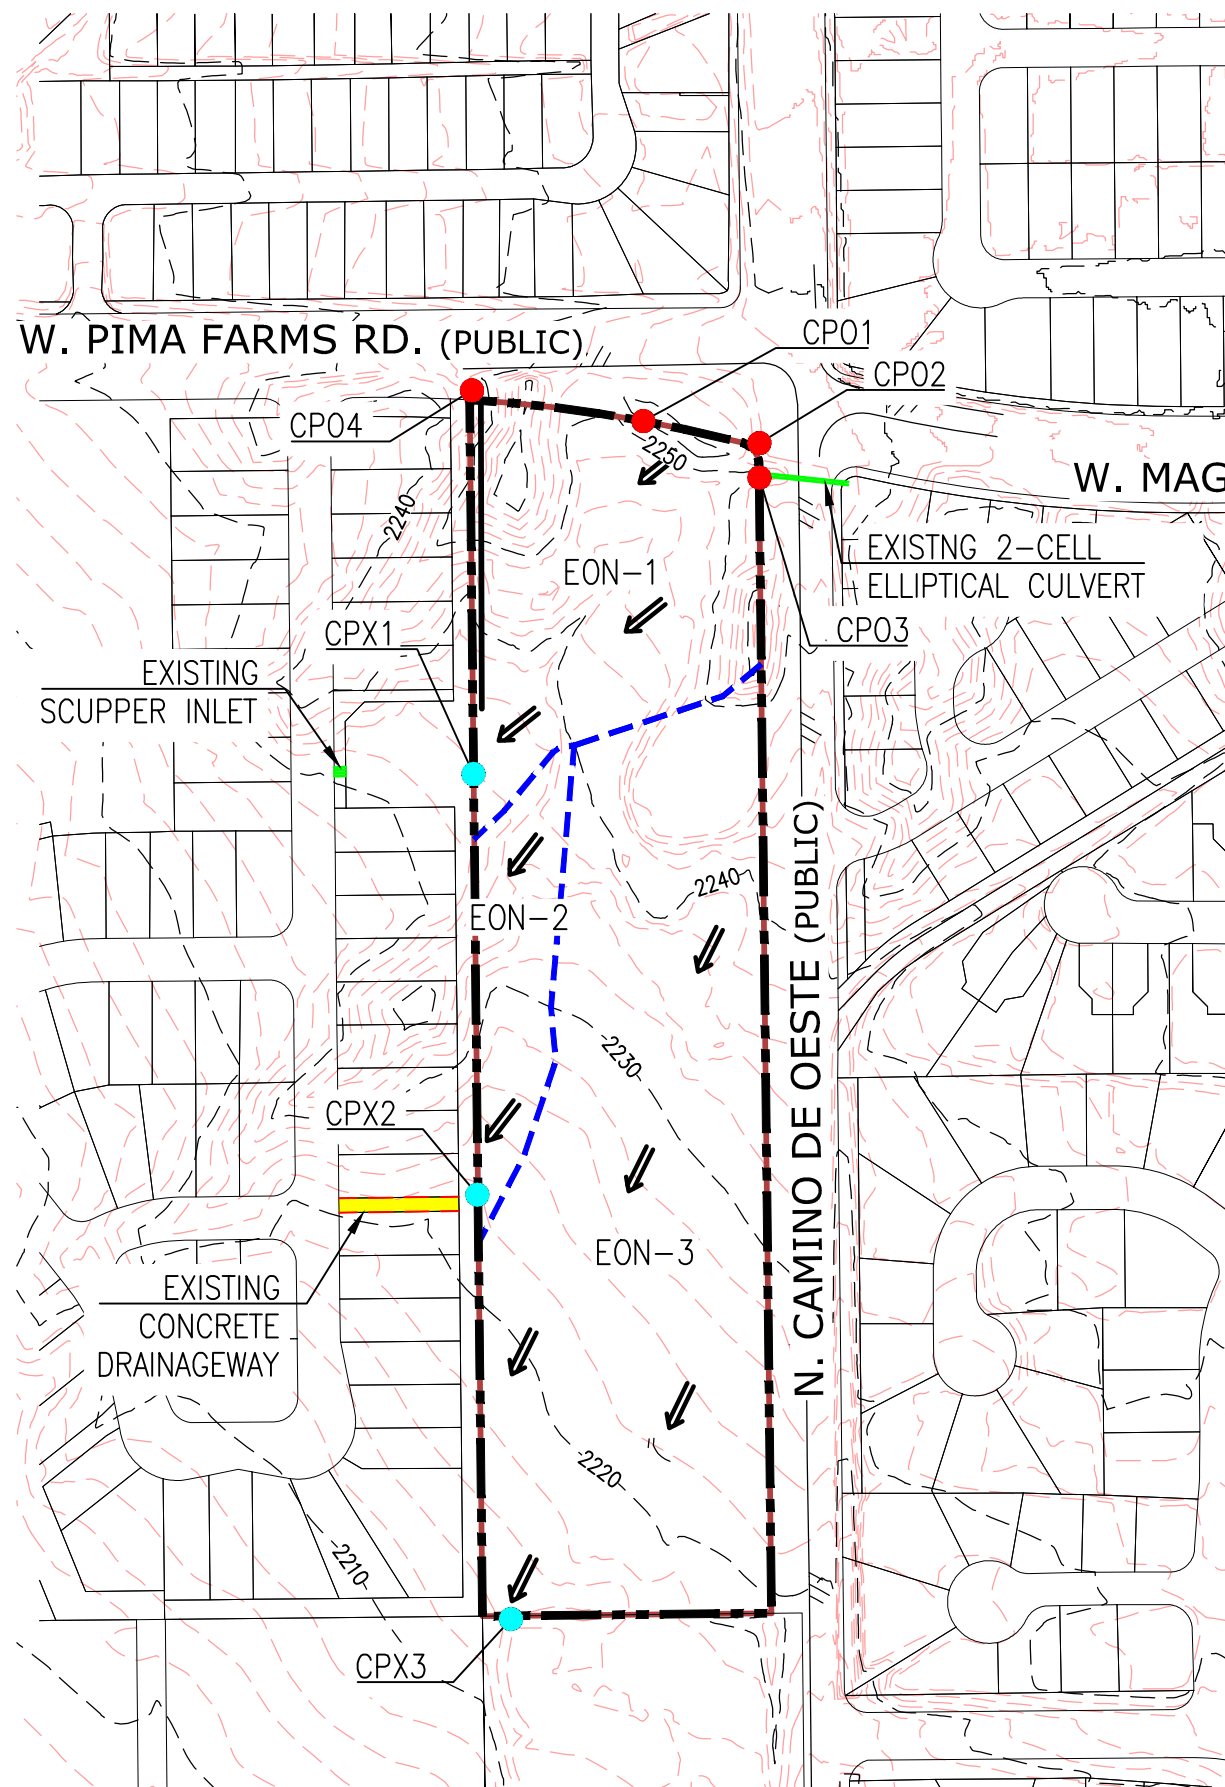 W. PIMA FARMS RD. (PUBLIC)
CP01
CP02
CP04
2250
W. MAG
2240
EXISTNG 2-CELL
ELLIPTICAL CULVERT
EON-1
CP03
CPX1
EXISTING
SCUPPER INLET
N. CAMINO DE OESTE (PUBLIC)
2240
EON-2
2230
CPX2
EON-3
EXISTING
CONCRETE
DRAINAGEWAY
2220
2210
CPX3